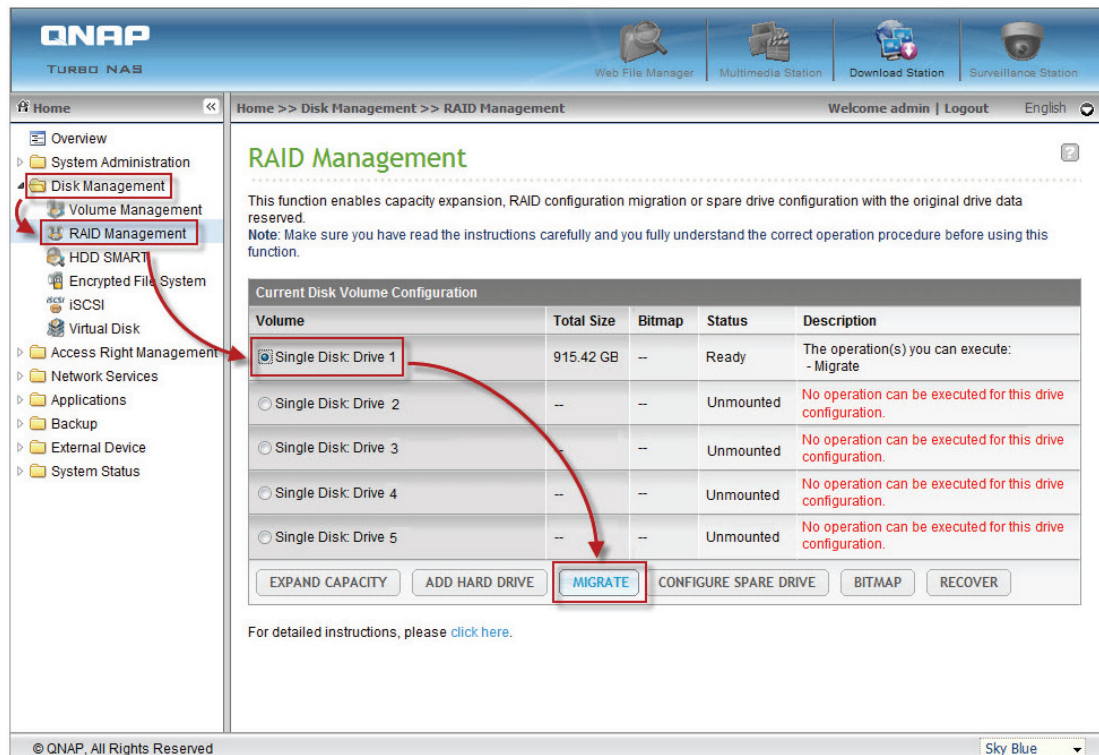 QNAP
TURBO NAS
Web File Manager
Multimedia Station
Download Station
Surveillance Station
Home
Home >> Disk Management >> RAID Management
Welcome admin | Logout
English
Overview
System Administration
Disk Management
Volume Management
RAID Management
HDD SMART
Encrypted File System
iSCSI
Virtual Disk
Access Right Management
Network Services
Applications
Backup
External Device
System Status
RAID Management
This function enables capacity expansion, RAID configuration migration or spare drive configuration with the original drive data
reserved.
Note: Make sure you have read the instructions carefully and you fully understand the correct operation procedure before using this
function.
Current Disk Volume Configuration
Volume Total Size Bitmap Status Description
Single Disk: Drive 1 915.42 GB -- Ready The operation(s) you can execute:
- Migrate
Single Disk: Drive 2 -- -- Unmounted No operation can be executed for this drive
configuration.
Single Disk: Drive 3 -- -- Unmounted No operation can be executed for this drive
configuration.
Single Disk: Drive 4 -- -- Unmounted No operation can be executed for this drive
configuration.
Single Disk: Drive 5 -- -- Unmounted No operation can be executed for this drive
configuration.
EXPAND CAPACITY ADD HARD DRIVE MIGRATE CONFIGURE SPARE DRIVE BITMAP RECOVER
For detailed instructions, please click here.
© QNAP, All Rights Reserved
Sky Blue